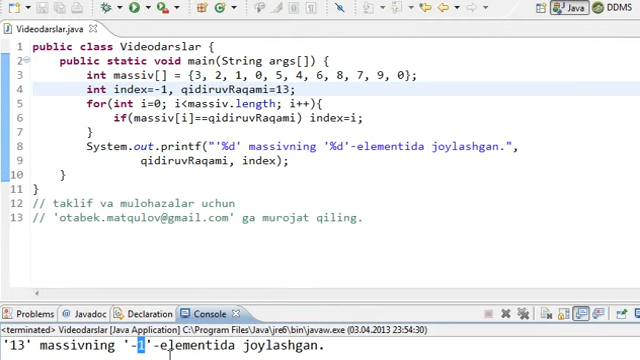 Java
DDMS
Videodarslar.java
1 public class Videodarslar {
2 public static void main(String args[]) {
3 int massiv[] = {3, 2, 1, 0, 5, 4, 6, 8, 7, 9, 0};
4 int index=-1, qidiruvRaqami=13;
5 for(int i=0; i<massiv.length; i++){
6 if(massiv[i]==qidiruvRaqami) index=i;
7 }
8 System.out.printf("'%d' massivning '%d'-elementida joylashgan.",
9 qidiruvRaqami, index);
10 }
11 }
12 // taklif va mulohazalar uchun
13 // 'otabek.matqulov@gmail.com' ga murojat qiling.
Problems Javadoc Declaration Console
<terminated> Videodarslar [Java Application] C:\Program Files\Java\jre6\bin\javaw.exe (03.04.2013 23:54:30)
'13' massivning '-1'-elementida joylashgan.